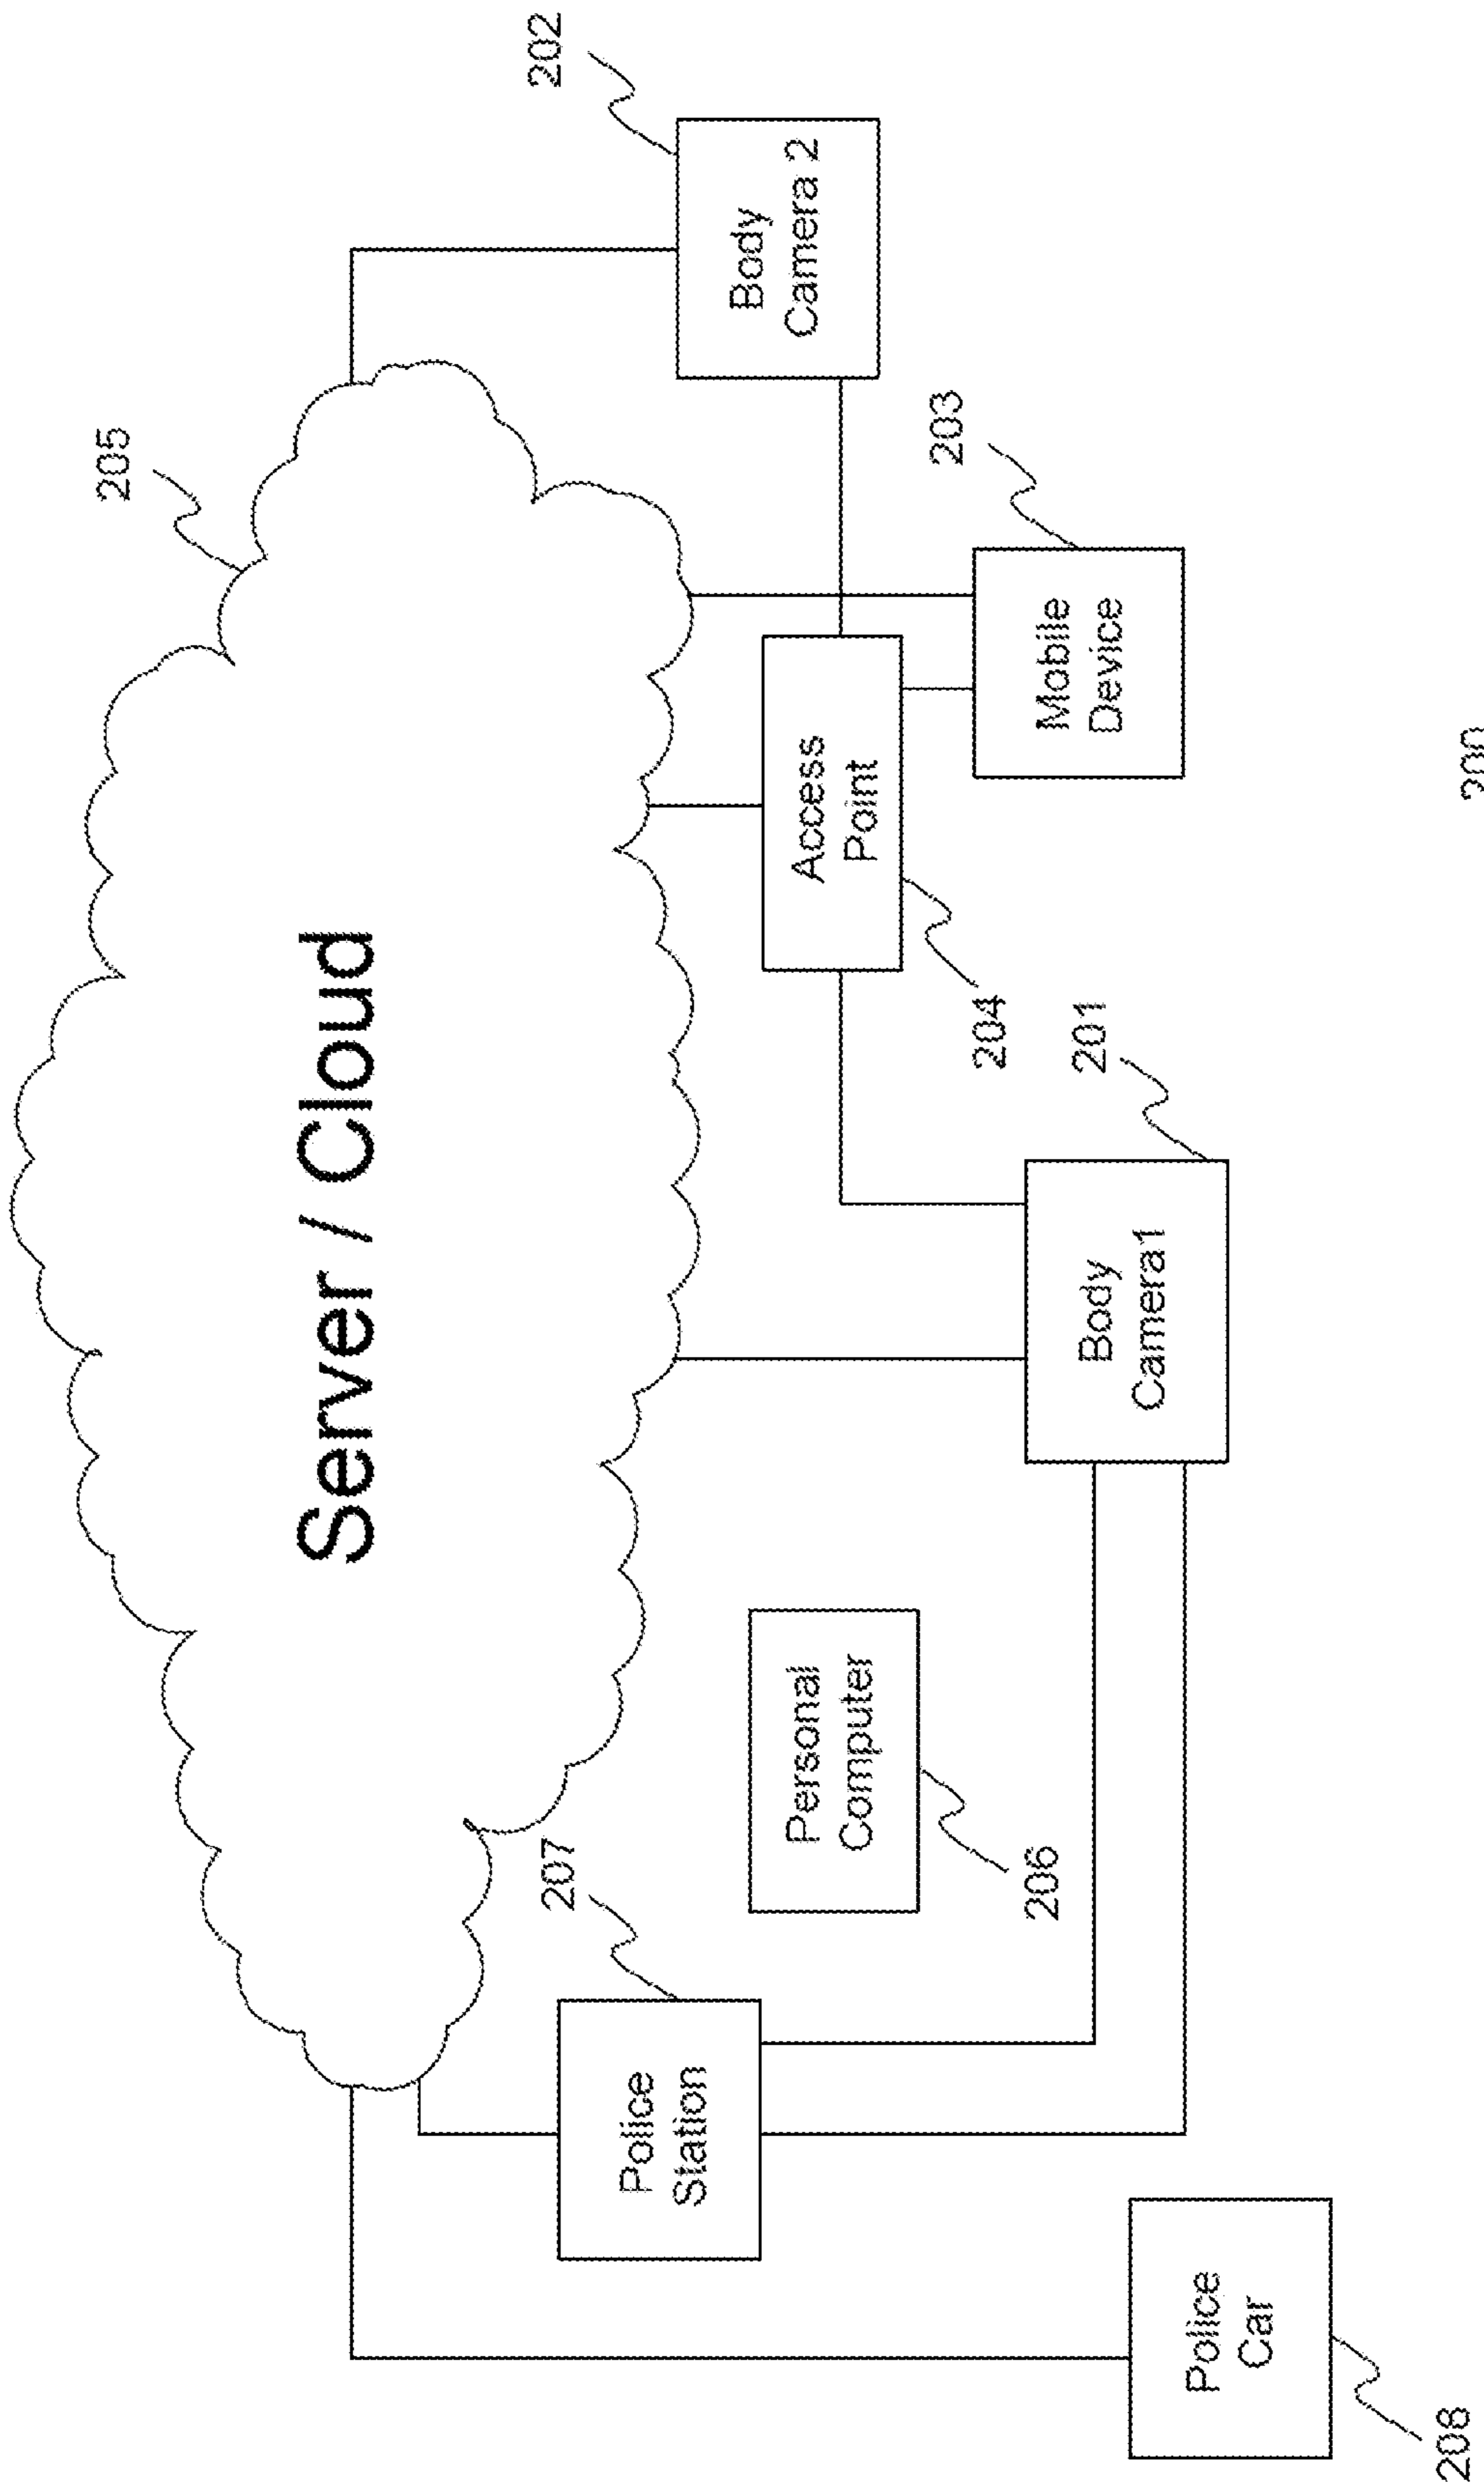 205
Server / Cloud
202
Body
Camera 2
207
Police
Station
Personal
Computer
206
Access
Point
204
203
Mobile
Device
201
Body
Camera1
Police
Car
208
200